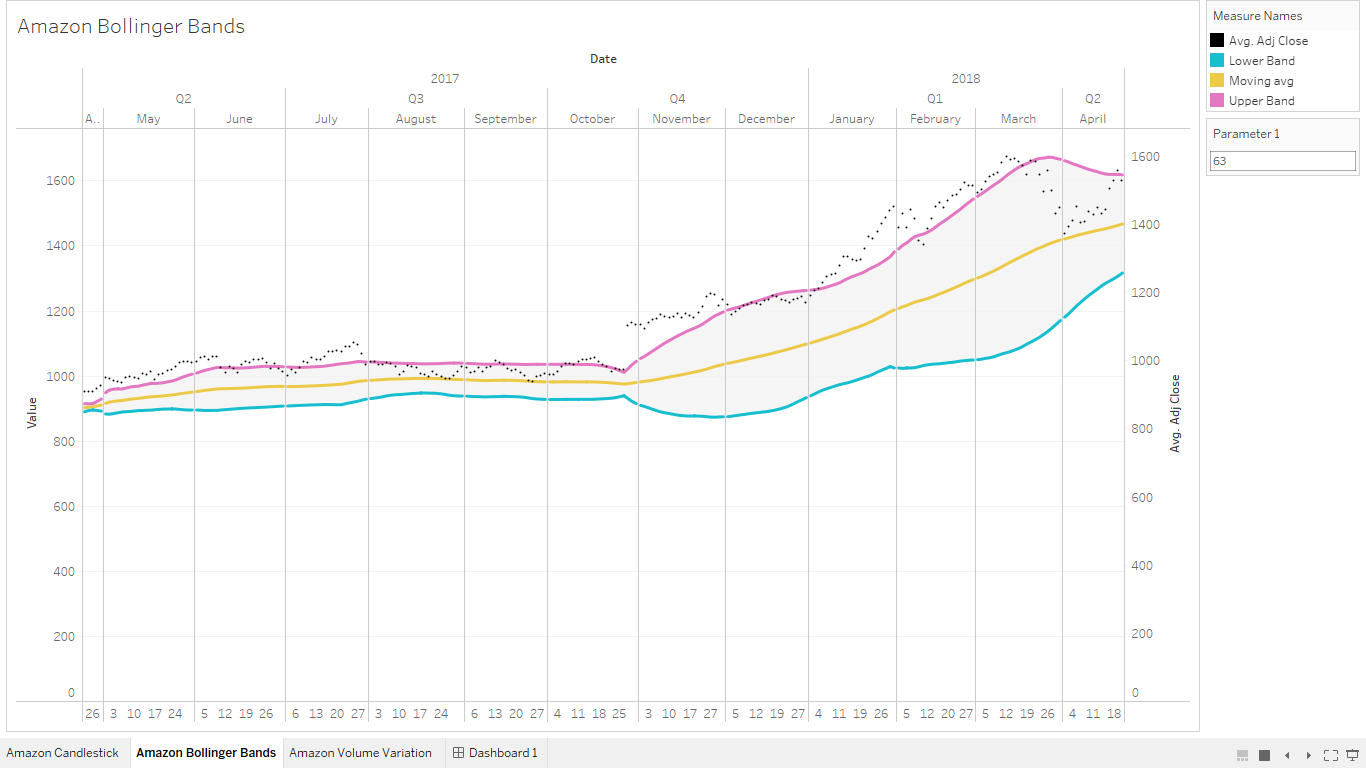 Amazon Bollinger Bands
Date
2017 2018
Q2 Q3 Q4 Q1 Q2
A.. May June July August September October November December January February March April
1600
1400
1200
1000
800
600
400
200
0
Value
1600
1400
1200
1000
800
600
400
200
0
Avg. Adj Close
26 3 10 17 24 5 12 19 26 6 13 20 27 3 10 17 24 6 13 20 27 4 11 18 25 3 10 17 27 5 12 19 27 4 11 19 26 5 12 20 27 5 12 19 26 4 11 18
Measure Names
Avg. Adj Close
Lower Band
Moving avg
Upper Band
Parameter 1
63
Amazon Candlestick Amazon Bollinger Bands Amazon Volume Variation Dashboard 1